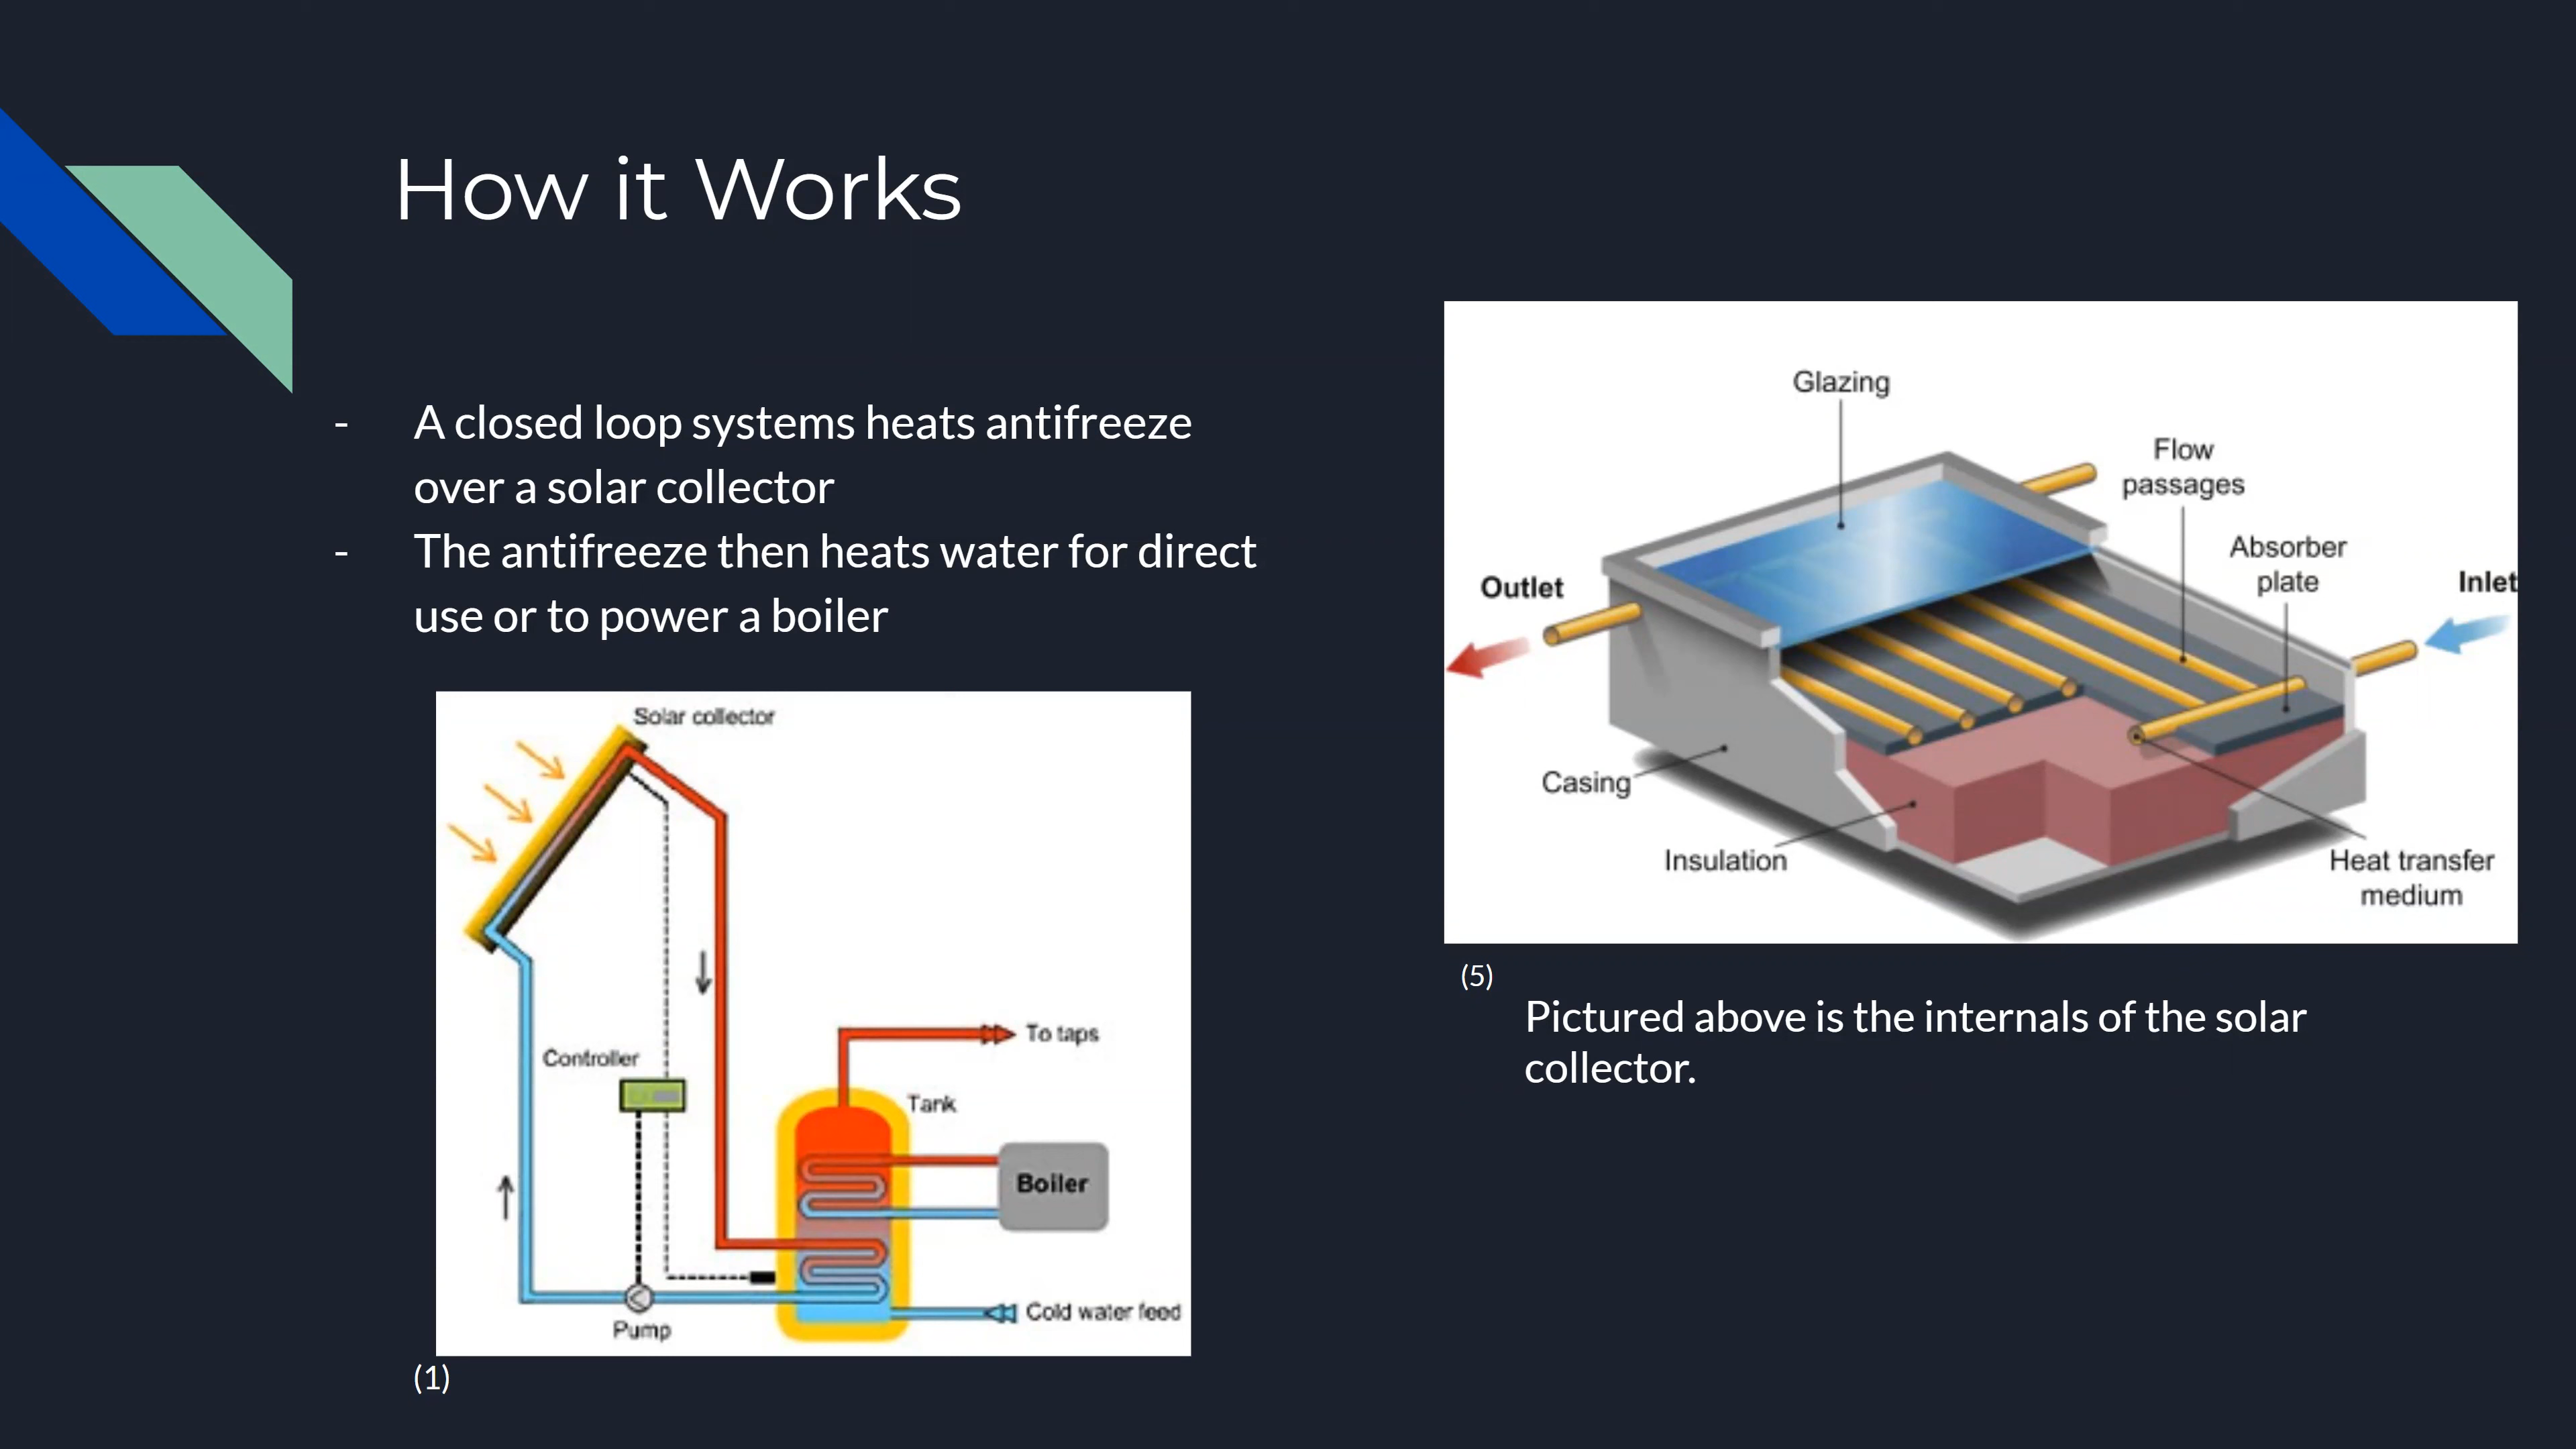 How it Works
- A closed loop systems heats antifreeze
over a solar collector
- The antifreeze then heats water for direct
use or to power a boiler
Solar collector
Controller
To taps
Tank
Boiler
Cold water feed
Pump
(1)
Glazing
Flow
passages
Absorber
plate
Outlet
Inlet
Casing
Insulation
Heat transfer
medium
(5)
Pictured above is the internals of the solar
collector.